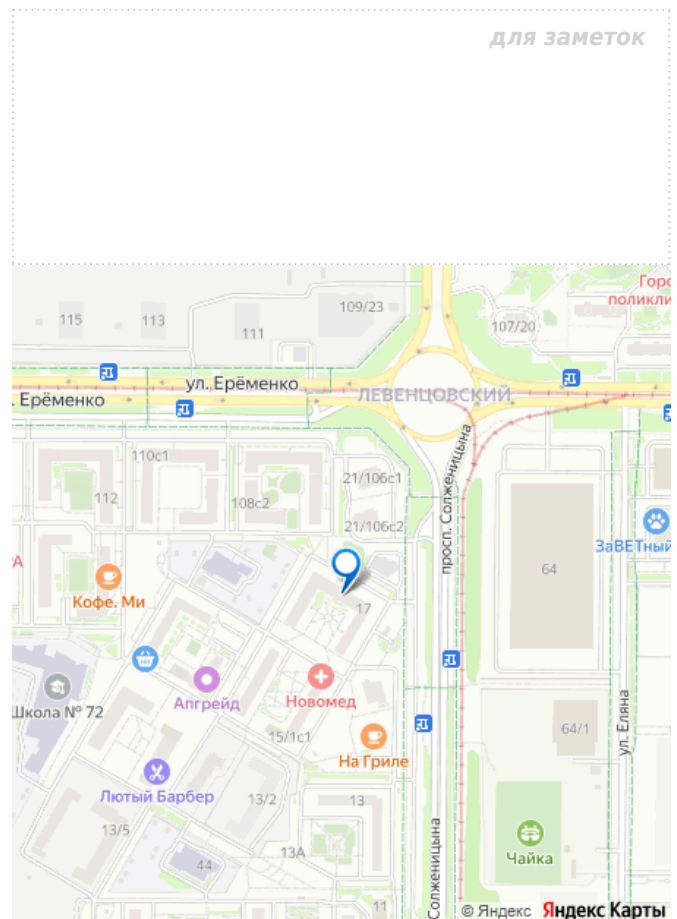 для заметок
Горо
поликли
109/23
115
113
111
107/20
ул. Ерёменко
. Ерёменко
ЛЕВЕНЦОВСКИЙ
110с1
21/106с1
112
108с2
просп. Солженицына
21/106с2
ЗаВЕТный
РА
64
Кофе. Ми
17
Школа № 72
Апгрейд
Новомед
64/1
ул. Еляна
15/1с1
На Гриле
Лютый Барбер
13/2
13
13/5
13А
44
Чайка
Солженицына
11
© Яндекс Яндекс Карты